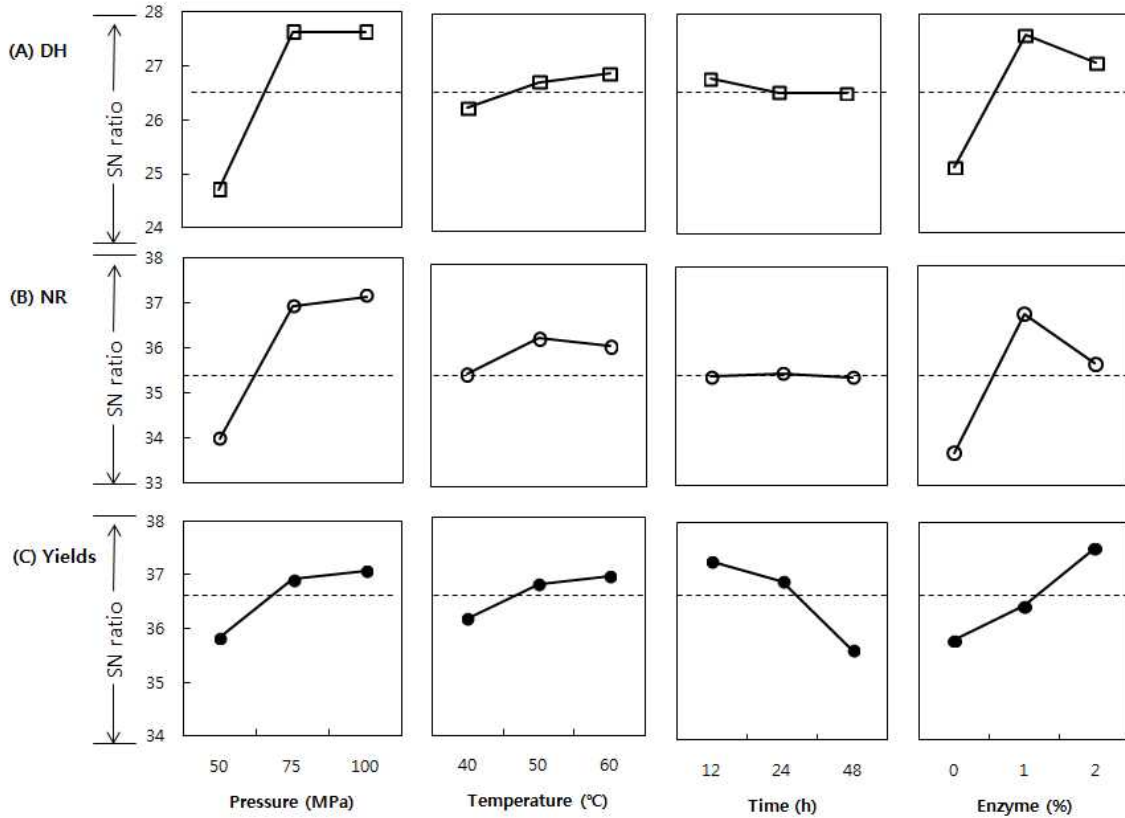 (A) DH
SN ratio
28
27
26
25
24
(B) NR
SN ratio
38
37
36
35
34
33
(C) Yields
SN ratio
38
37
36
35
34
50 75 100
40 50 60
12 24 48
0 1 2
Pressure (MPa)
Temperature (℃)
Time (h)
Enzyme (%)